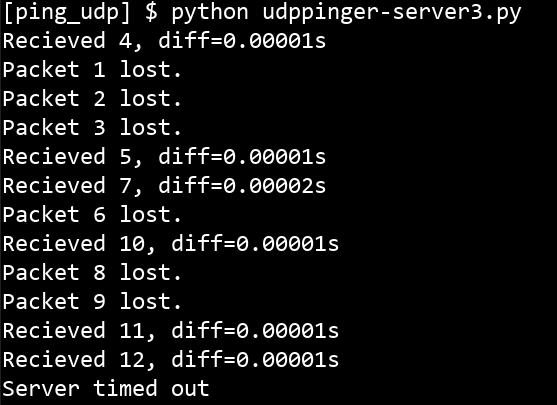 [ping_udp] $ python udppinger-server3.py
Recieved 4, diff=0.00001s
Packet 1 lost.
Packet 2 lost.
Packet 3 lost.
Recieved 5, diff=0.00001s
Recieved 7, diff=0.00002s
Packet 6 lost.
Recieved 10, diff=0.00001s
Packet 8 lost.
Packet 9 lost.
Recieved 11, diff=0.00001s
Recieved 12, diff=0.00001s
Server timed out